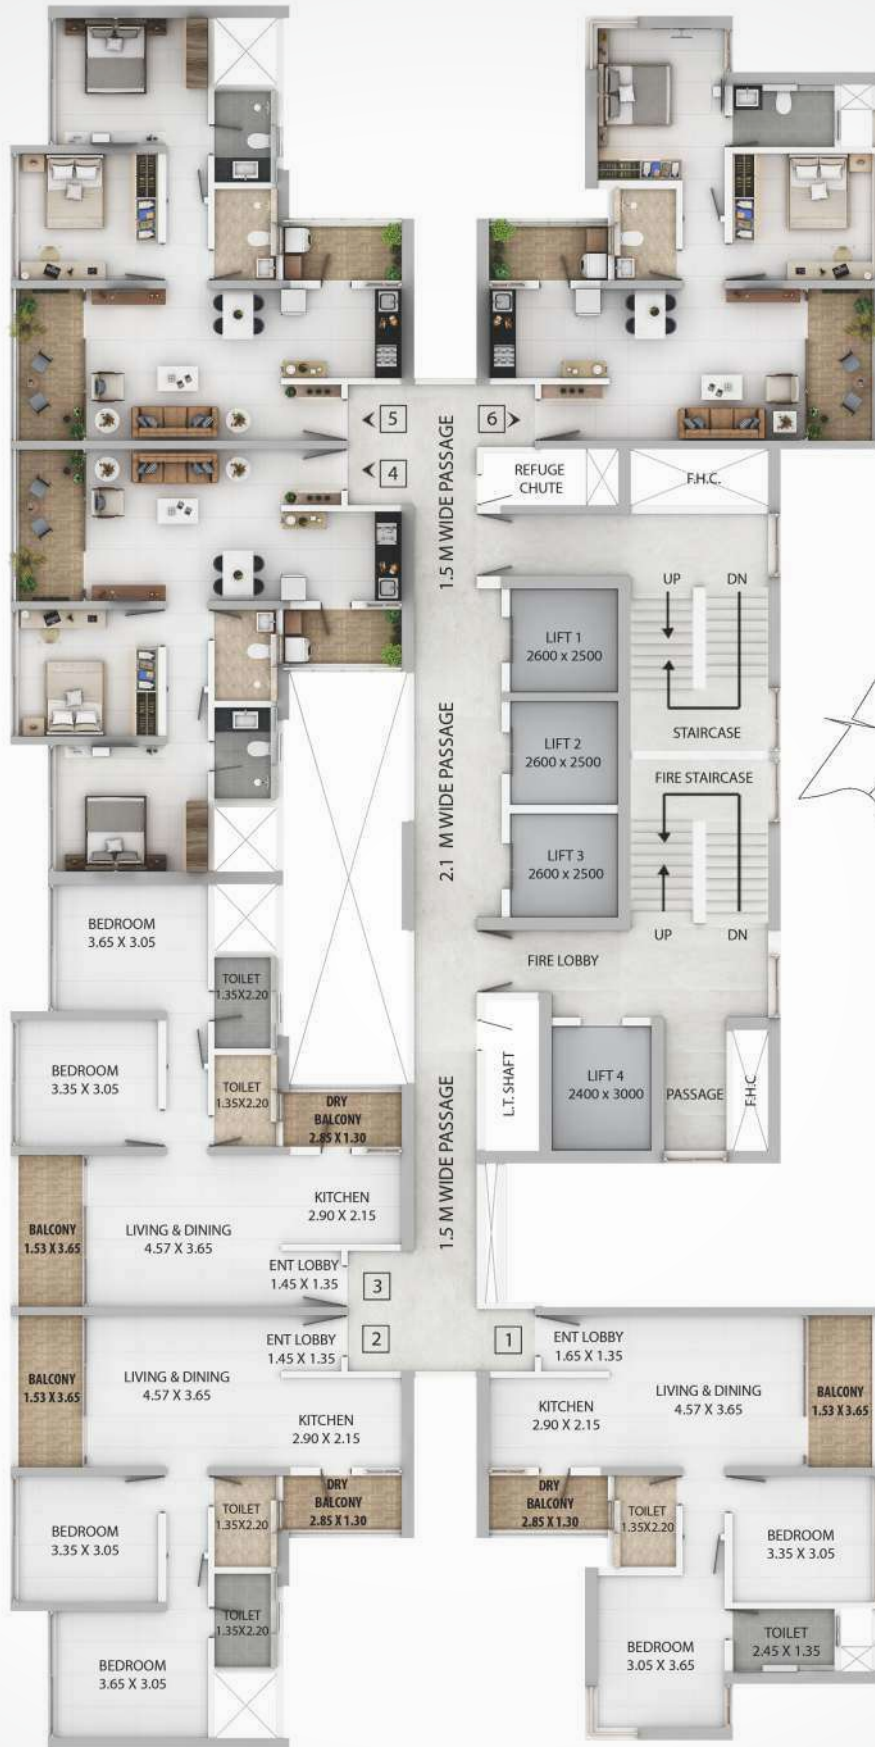 5
6
4
1.5 M WIDE PASSAGE
REFUGE
CHUTE
F.H.C.
UP
DN
LIFT 1
2600 x 2500
STAIRCASE
2.1 M WIDE PASSAGE
LIFT 2
2600 x 2500
FIRE STAIRCASE
LIFT 3
2600 x 2500
UP
DN
FIRE LOBBY
BEDROOM
3.65 X 3.05
TOILET
1.35X2.20
BEDROOM
3.35 X 3.05
TOILET
1.35X2.20
DRY
BALCONY
2.85 X 1.30
L.T. SHAFT
LIFT 4
2400 x 3000
PASSAGE
F.H.C
1.5 M WIDE PASSAGE
KITCHEN
2.90 X 2.15
BALCONY
1.53 X 3.65
LIVING & DINING
4.57 X 3.65
ENT LOBBY
1.45 X 1.35
3
2
1
ENT LOBBY
1.45 X 1.35
BALCONY
1.53 X 3.65
LIVING & DINING
4.57 X 3.65
KITCHEN
2.90 X 2.15
DRY
BALCONY
2.85 X 1.30
TOILET
1.35X2.20
BEDROOM
3.35 X 3.05
TOILET
1.35X2.20
BEDROOM
3.65 X 3.05
ENT LOBBY
1.65 X 1.35
LIVING & DINING
4.57 X 3.65
BALCONY
1.53 X 3.65
KITCHEN
2.90 X 2.15
DRY
BALCONY
2.85 X 1.30
TOILET
1.35X2.20
BEDROOM
3.35 X 3.05
BEDROOM
3.05 X 3.65
TOILET
2.45 X 1.35